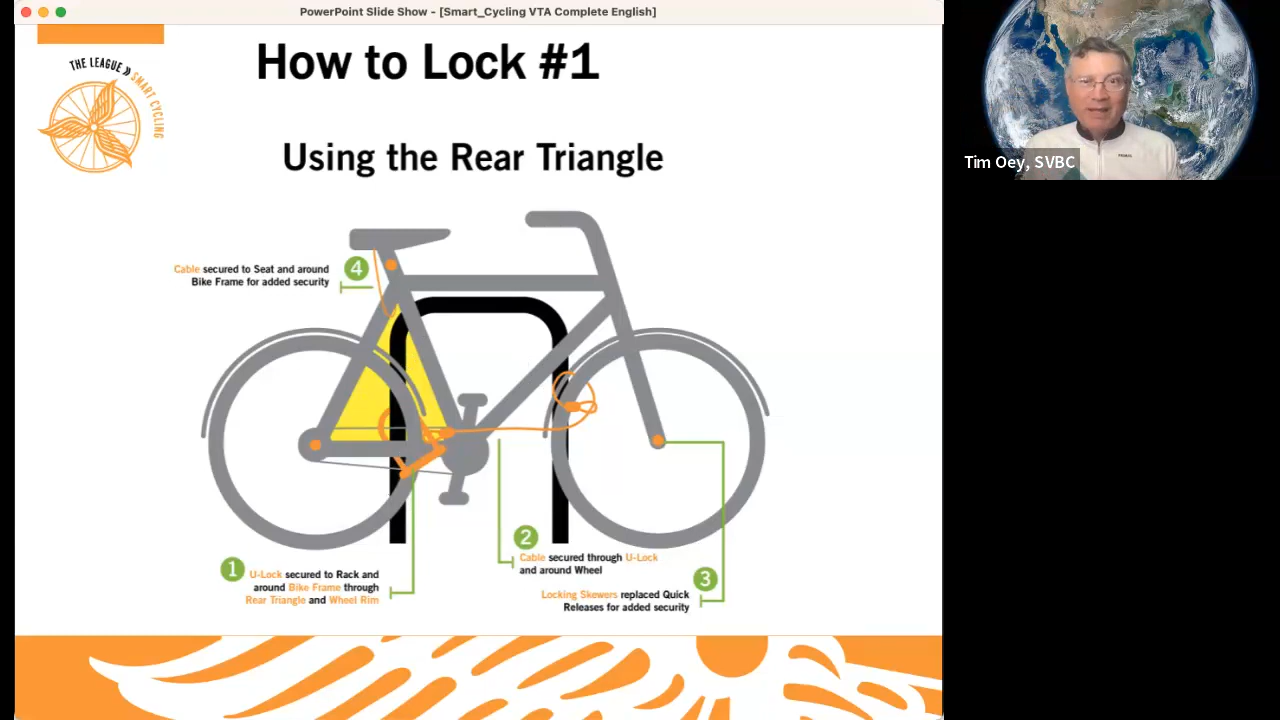 PowerPoint Slide Show - [Smart_Cycling VTA Complete English]
THE LEAGUE
SMART CYCLING
How to Lock #1
Using the Rear Triangle
Tim Oey, SVBC
Cable secured to Seat and around
Bike Frame for added security
4
1
U-Lock secured to Rack and
around Bike Frame through
Rear Triangle and Wheel Rim
2
Cable secured through U-Lock
and around Wheel
3
Locking Skewers replaced Quick
Releases for added security